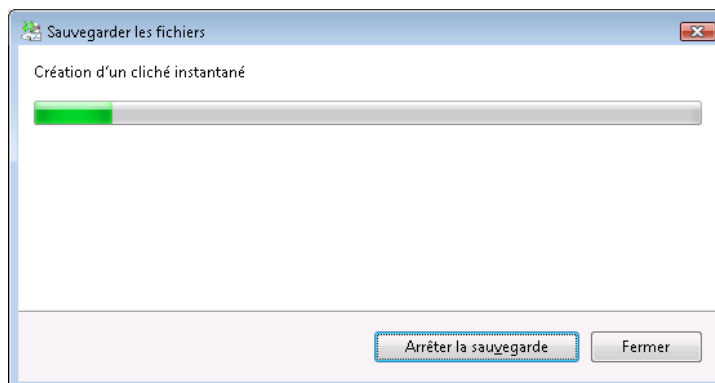 Sauvegarder les fichiers
Création d'un cliché instantané
Arrêter la sauvegarde
Fermer